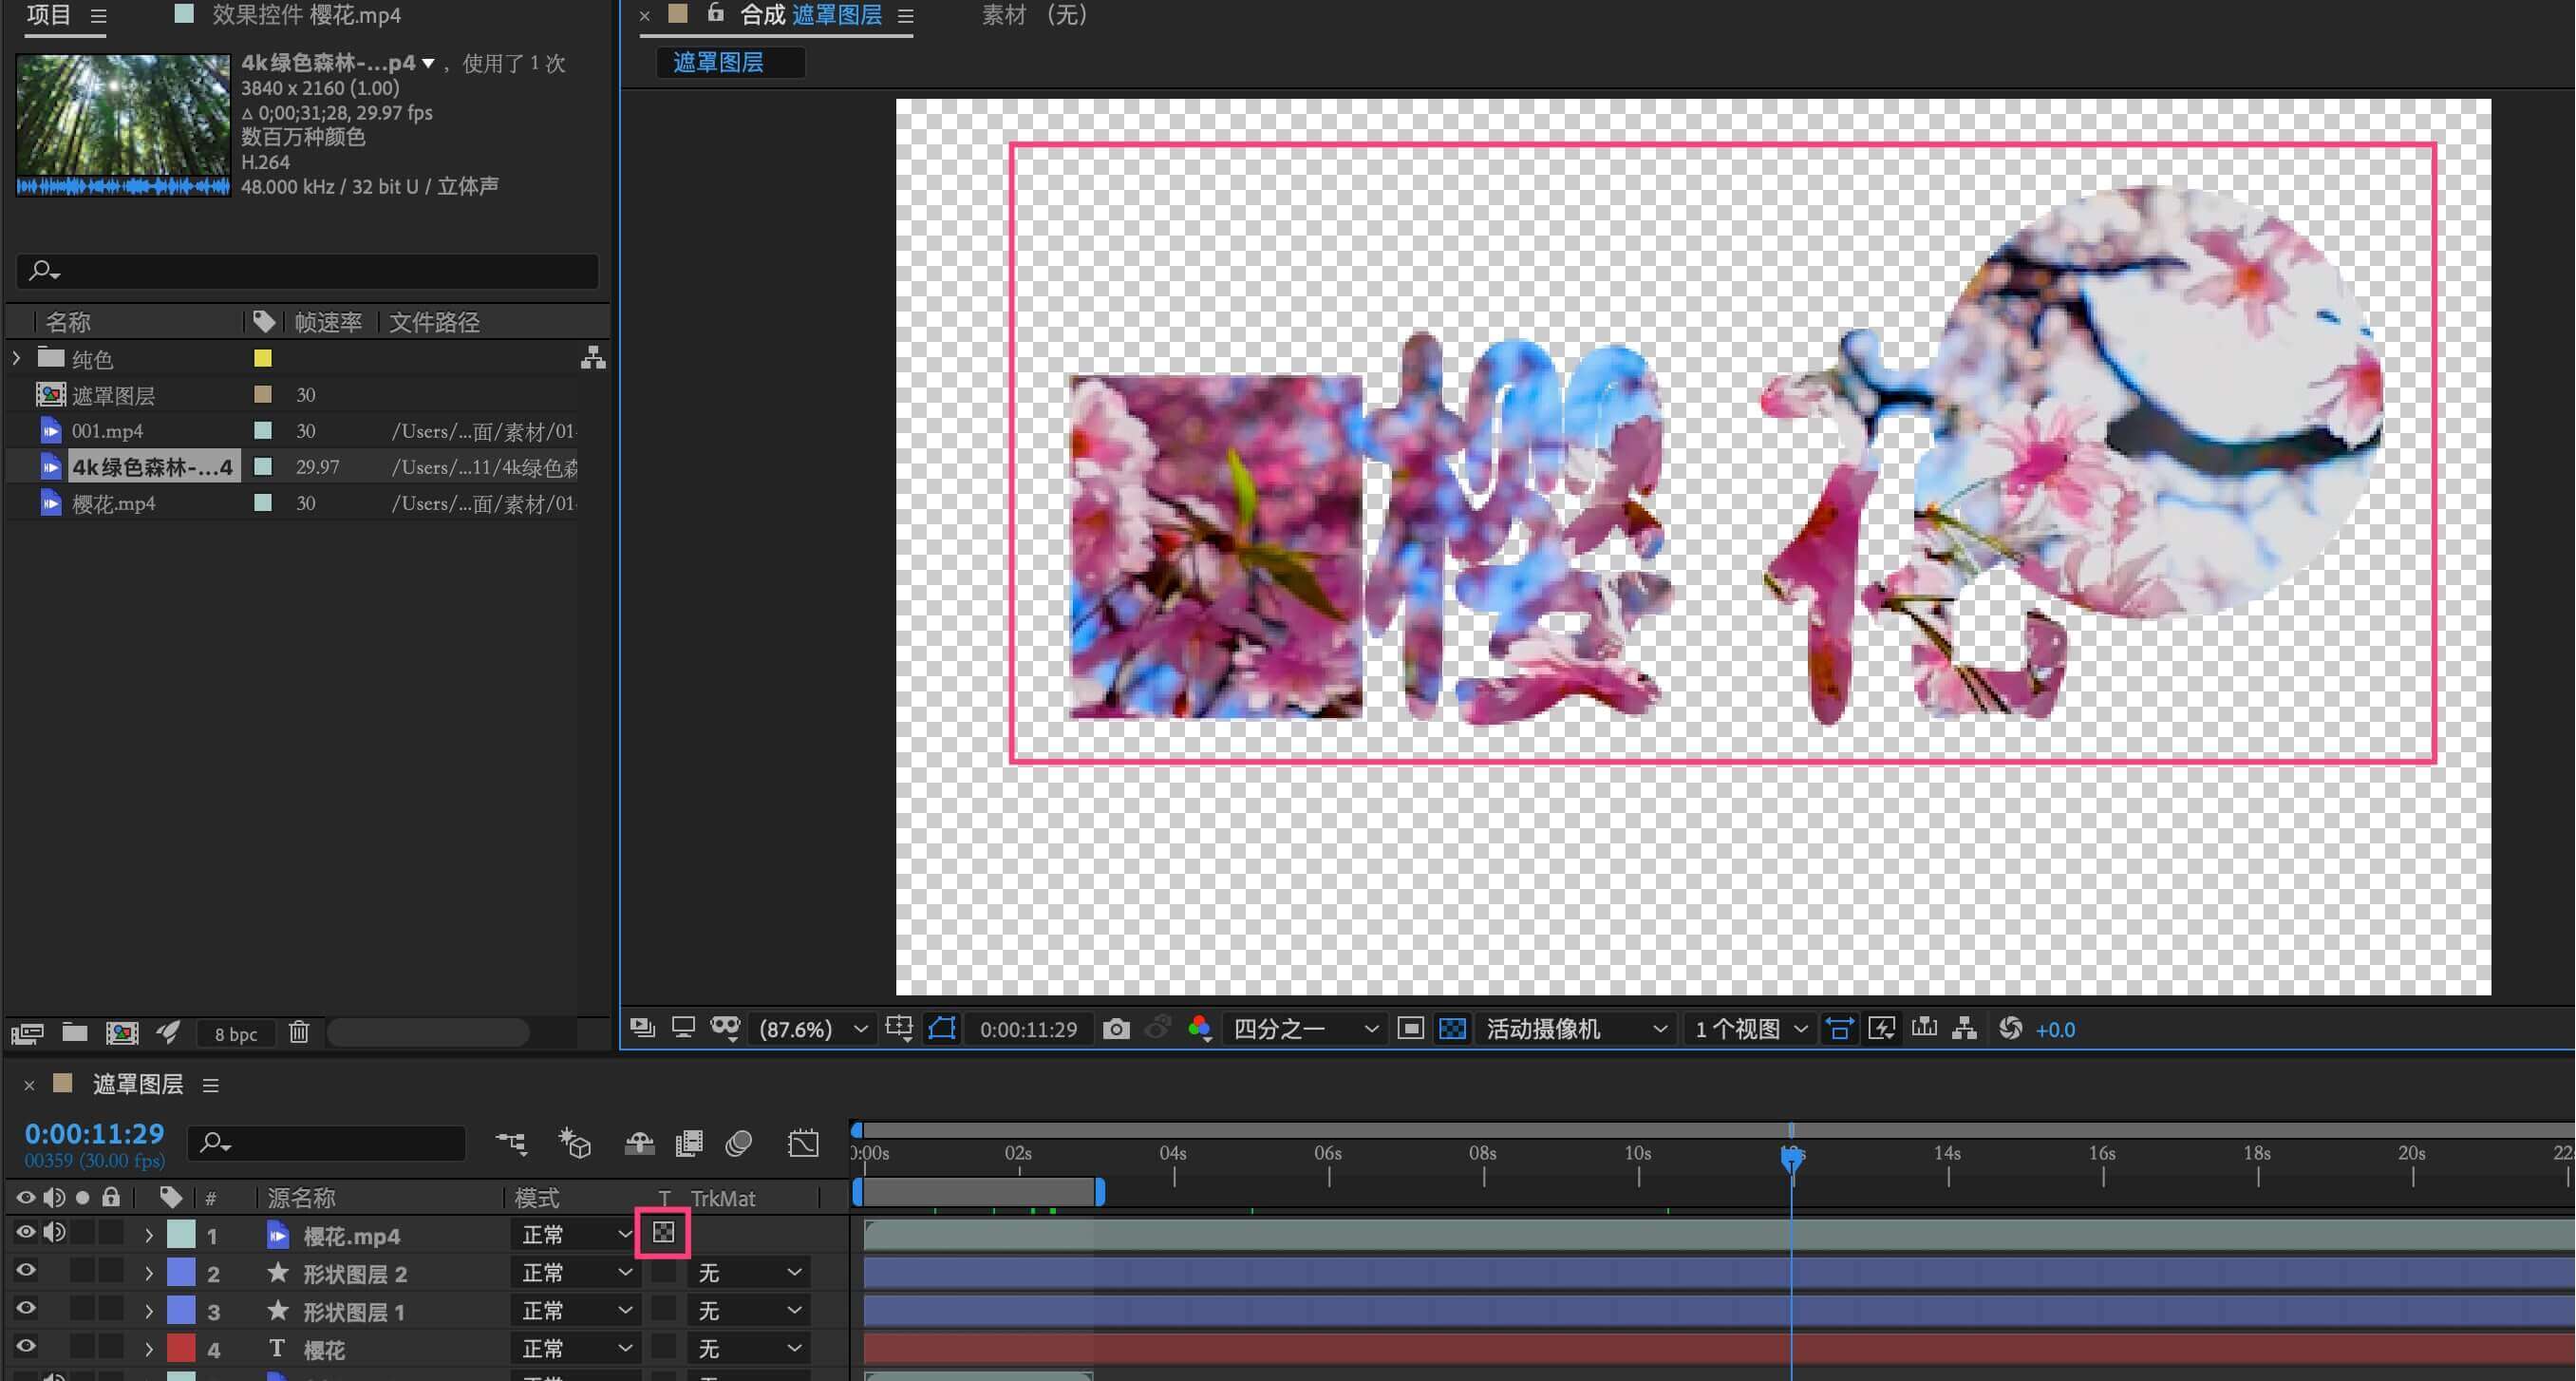 项目
效果控件 樱花.mp4
4k绿色森林-...p4 , 使用了 1 次
3840 x 2160 (1.00)
Δ 0;00;31;28, 29.97 fps
数百万种颜色
H.264
48.000 kHz / 32 bit U / 立体声
名称 帧速率 文件路径
纯色
遮罩图层 30
001.mp4 30 /Users/...面/素材/01
4k绿色森林-...4 29.97 /Users/...11/4k绿色森
樱花.mp4 30 /Users/...面/素材/01
8 bpc
合成 遮罩图层
素材 (无)
遮罩图层
樱花
(87.6%) 0:00:11:29 四分之一 活动摄像机 1 个视图 +0.0
遮罩图层
0:00:11:29
00359 (30.00 fps)
# 源名称 模式 T TrkMat
:00s 02s 04s 06s 08s 10s 14s 16s 18s 20s 22
1 樱花.mp4 正常
2 形状图层 2 正常 无
3 形状图层 1 正常 无
4 T 樱花 正常 无